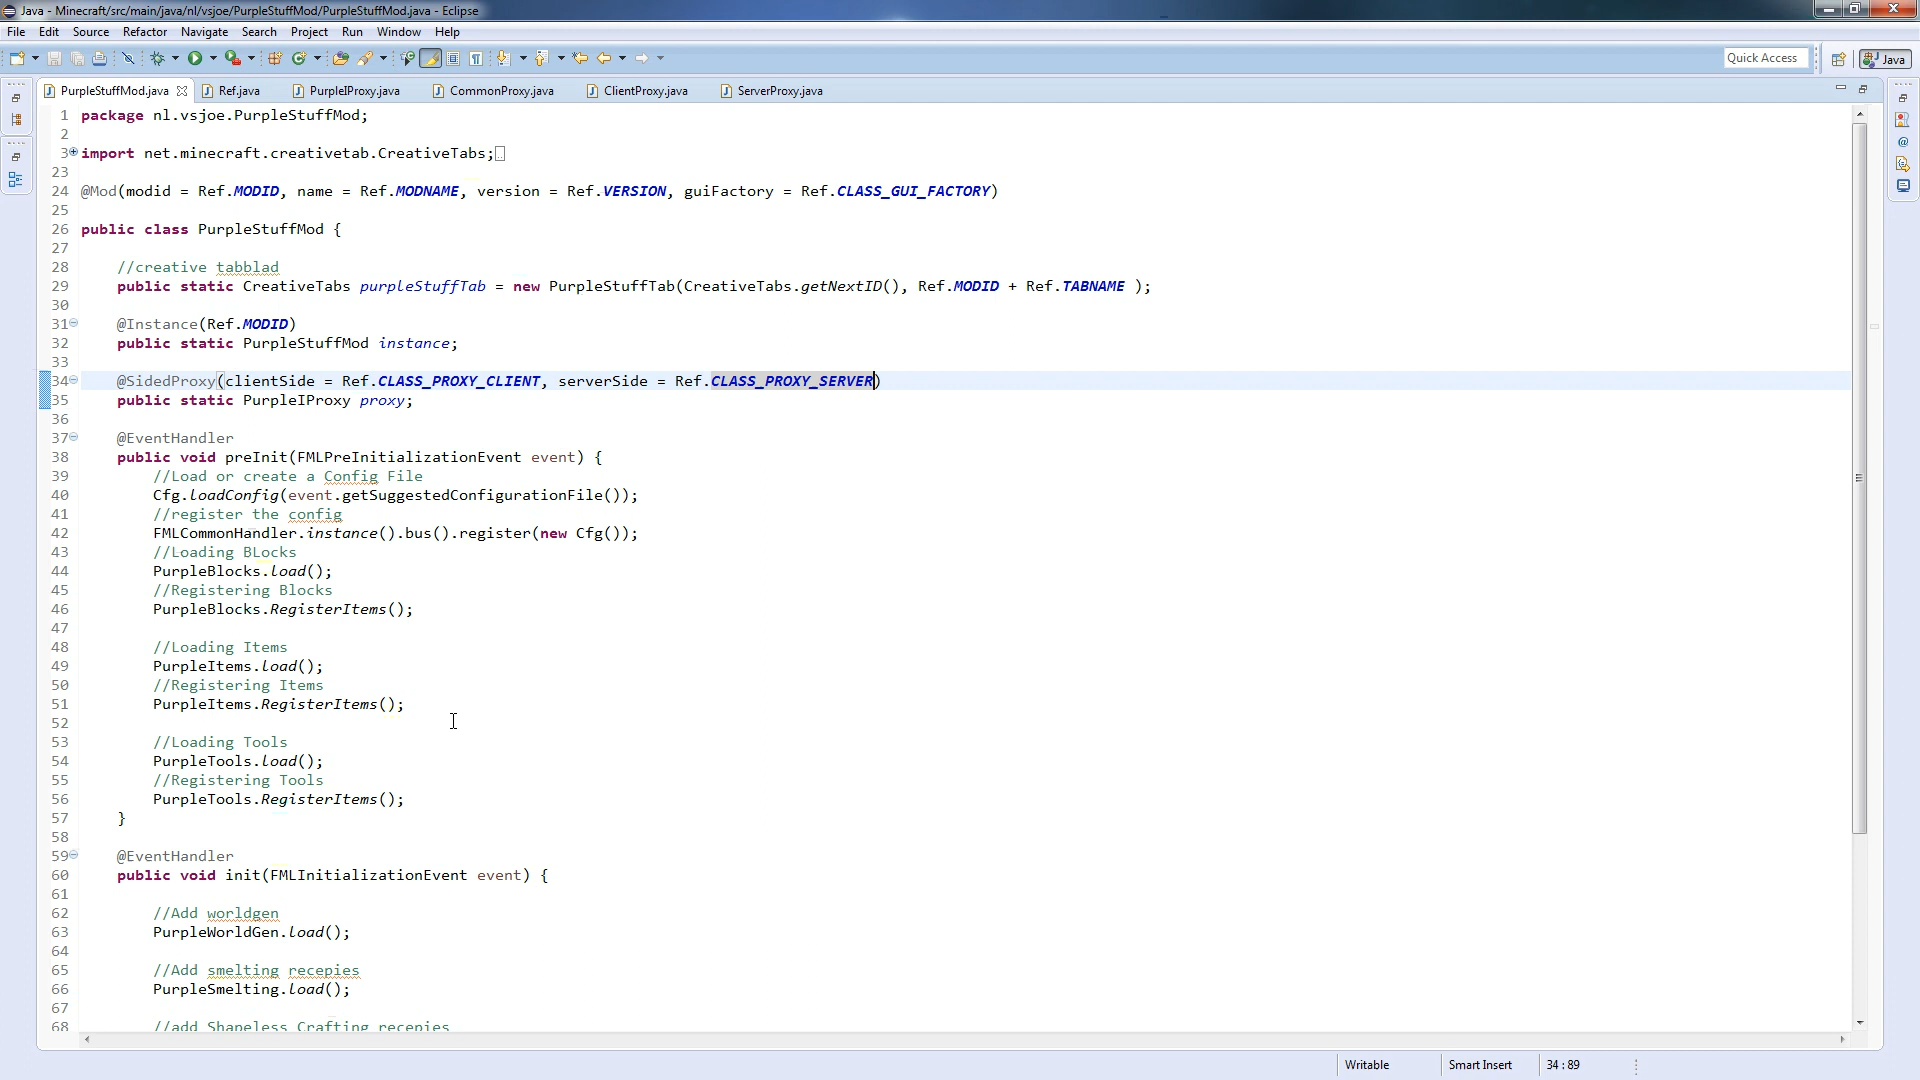 Java - Minecraft/src/main/java/nl/vsjoe/PurpleStuffMod/PurpleStuffMod.java - Eclipse
File Edit Source Refactor Navigate Search Project Run Window Help
Quick Access Java
PurpleStuffMod.java Ref.java PurpleIProxy.java CommonProxy.java ClientProxy.java ServerProxy.java
1 package nl.vsjoe.PurpleStuffMod;
2
3 import net.minecraft.creativetab.CreativeTabs;
23
24 @Mod(modid = Ref.MODID, name = Ref.MODNAME, version = Ref.VERSION, guiFactory = Ref.CLASS_GUI_FACTORY)
25
26 public class PurpleStuffMod {
27
28 //creative tabblad
29 public static CreativeTabs purpleStuffTab = new PurpleStuffTab(CreativeTabs.getNextID(), Ref.MODID + Ref.TABNAME );
30
31 @Instance(Ref.MODID)
32 public static PurpleStuffMod instance;
33
34 @SidedProxy(clientSide = Ref.CLASS_PROXY_CLIENT, serverSide = Ref.CLASS_PROXY_SERVER)
35 public static PurpleIProxy proxy;
36
37 @EventHandler
38 public void preInit(FMLPreInitializationEvent event) {
39 //Load or create a Config File
40 Cfg.loadConfig(event.getSuggestedConfigurationFile());
41 //register the config
42 FMLCommonHandler.instance().bus().register(new Cfg());
43 //Loading BLocks
44 PurpleBlocks.load();
45 //Registering Blocks
46 PurpleBlocks.RegisterItems();
47
48 //Loading Items
49 PurpleItems.load();
50 //Registering Items
51 PurpleItems.RegisterItems();
52
53 //Loading Tools
54 PurpleTools.load();
55 //Registering Tools
56 PurpleTools.RegisterItems();
57 }
58
59 @EventHandler
60 public void init(FMLInitializationEvent event) {
61
62 //Add worldgen
63 PurpleWorldGen.load();
64
65 //Add smelting recepies
66 PurpleSmelting.load();
67
68 //add Shapeless Crafting recepies
Writable Smart Insert 34 : 89